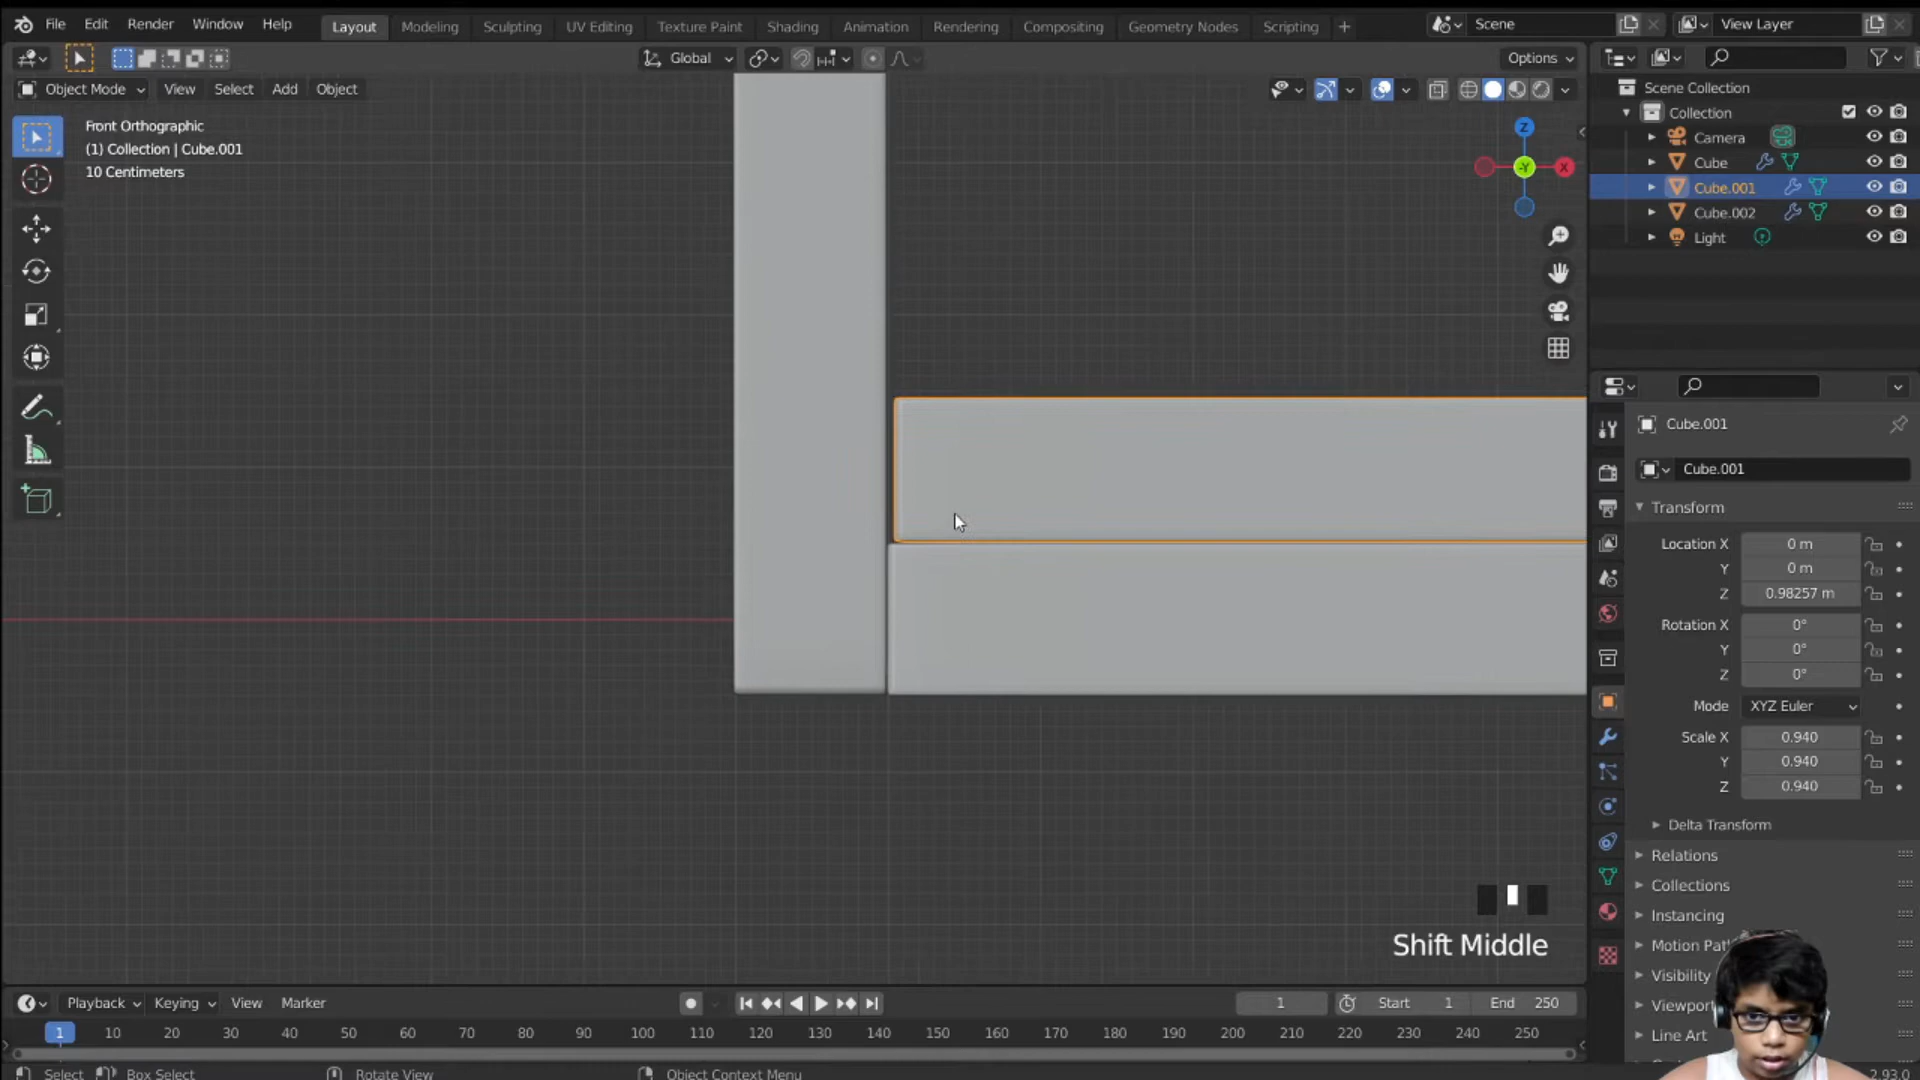 File Edit Render Window Help Layout Modeling Sculpting UV Editing Texture Paint Shading Animation Rendering Compositing Geometry Nodes Scripting + Scene View Layer
Global Options
Object Mode View Select Add Object
Front Orthographic
(1) Collection | Cube.001
10 Centimeters
Z
-Y
X
Scene Collection
Collection
Camera
Cube
Cube.001
Cube.002
Light
Cube.001
Cube.001
Transform
Location X 0 m
Y 0 m
Z 0.98257 m
Rotation X 0°
Y 0°
Z 0°
Mode XYZ Euler
Scale X 0.940
Y 0.940
Z 0.940
Delta Transform
Relations
Collections
Instancing
Motion
Visibility
Line Art
Shift Middle
Playback Keying View Marker 1 Start 1 End 250
1 10 20 30 40 50 60 70 80 90 100 110 120 130 140 150 160 170 180 190 200 210 220 230 240 250
Select Box Select Rotate View Object Context Menu 2.93.0